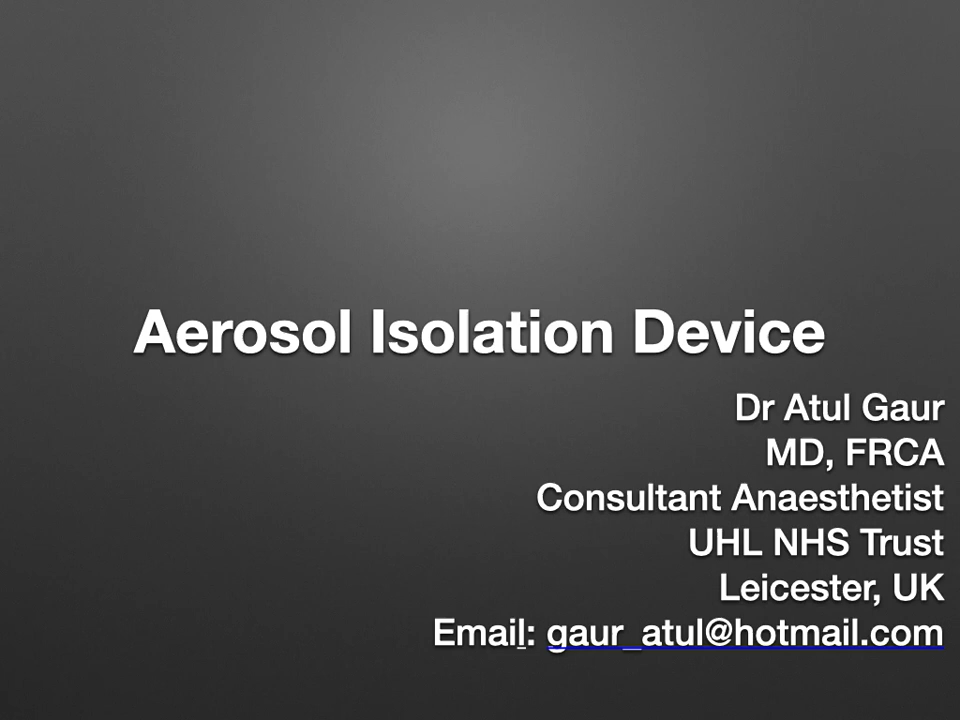 Aerosol Isolation Device
Dr Atul Gaur
MD, FRCA
Consultant Anaesthetist
UHL NHS Trust
Leicester, UK
Email: gaur_atul@hotmail.com